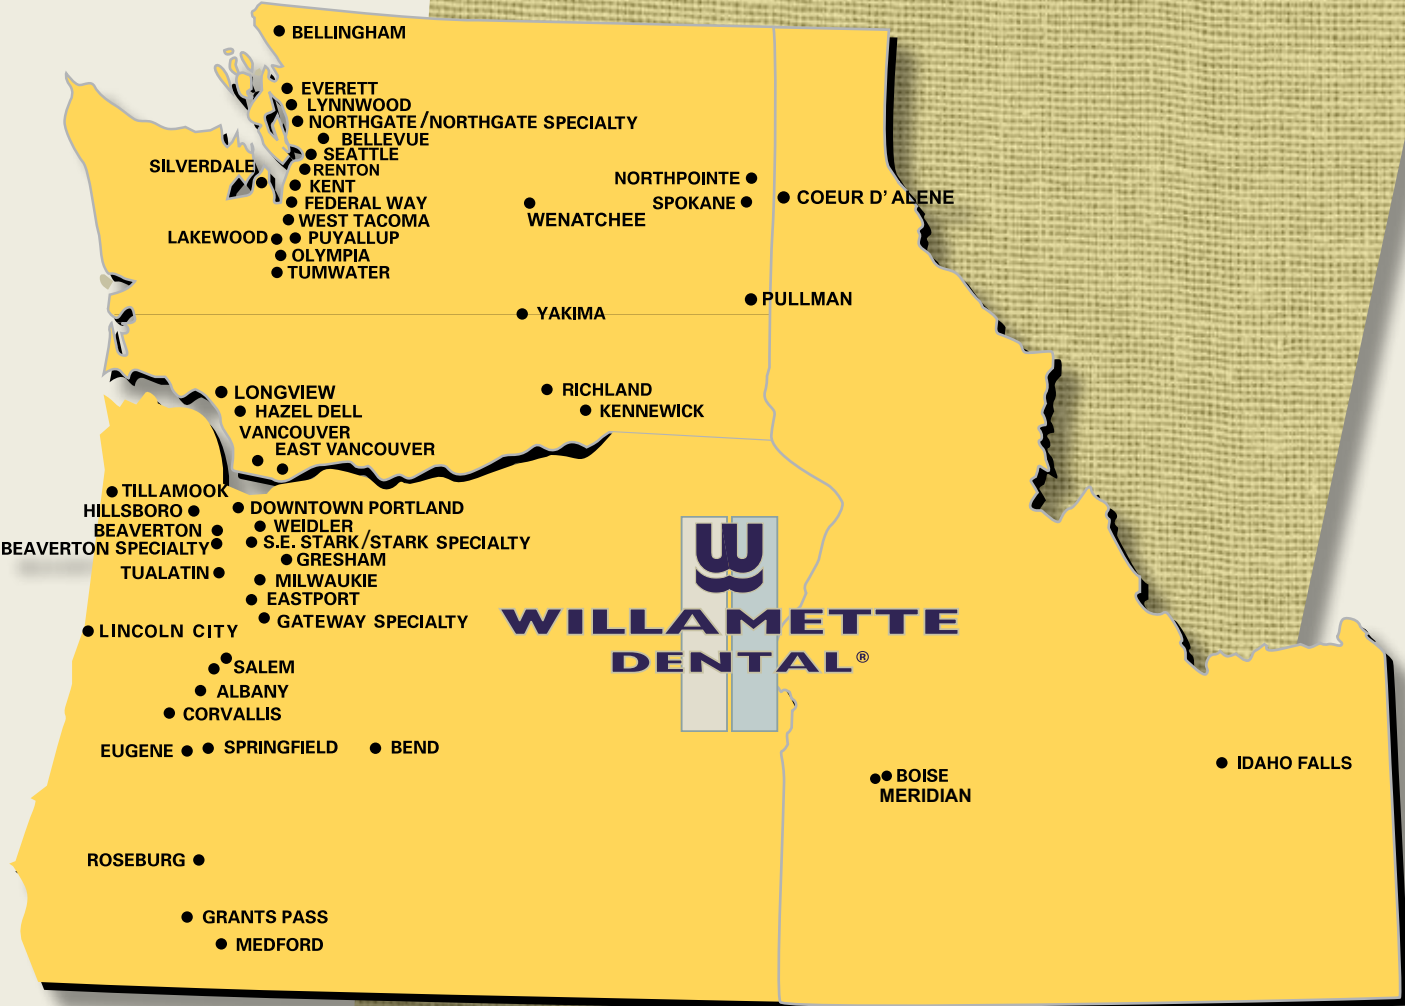 BELLINGHAM
EVERETT
LYNNWOOD
NORTHGATE/NORTHGATE SPECIALTY
BELLEVUE
SEATTLE
SILVERDALE
RENTON
KENT
FEDERAL WAY
WEST TACOMA
LAKEWOOD
PUYALLUP
OLYMPIA
TUMWATER
NORTHPOINTE
SPOKANE
COEUR D' ALENE
WENATCHEE
PULLMAN
YAKIMA
LONGVIEW
HAZEL DELL
VANCOUVER
EAST VANCOUVER
RICHLAND
KENNEWICK
TILLAMOOK
HILLSBORO
DOWNTOWN PORTLAND
BEAVERTON
WEIDLER
BEAVERTON SPECIALTY
S.E. STARK/STARK SPECIALTY
GRESHAM
TUALATIN
MILWAUKIE
EASTPORT
GATEWAY SPECIALTY
LINCOLN CITY
WILLAMETTE
DENTAL®
SALEM
ALBANY
CORVALLIS
EUGENE
SPRINGFIELD
BEND
BOISE
MERIDIAN
IDAHO FALLS
ROSEBURG
GRANTS PASS
MEDFORD